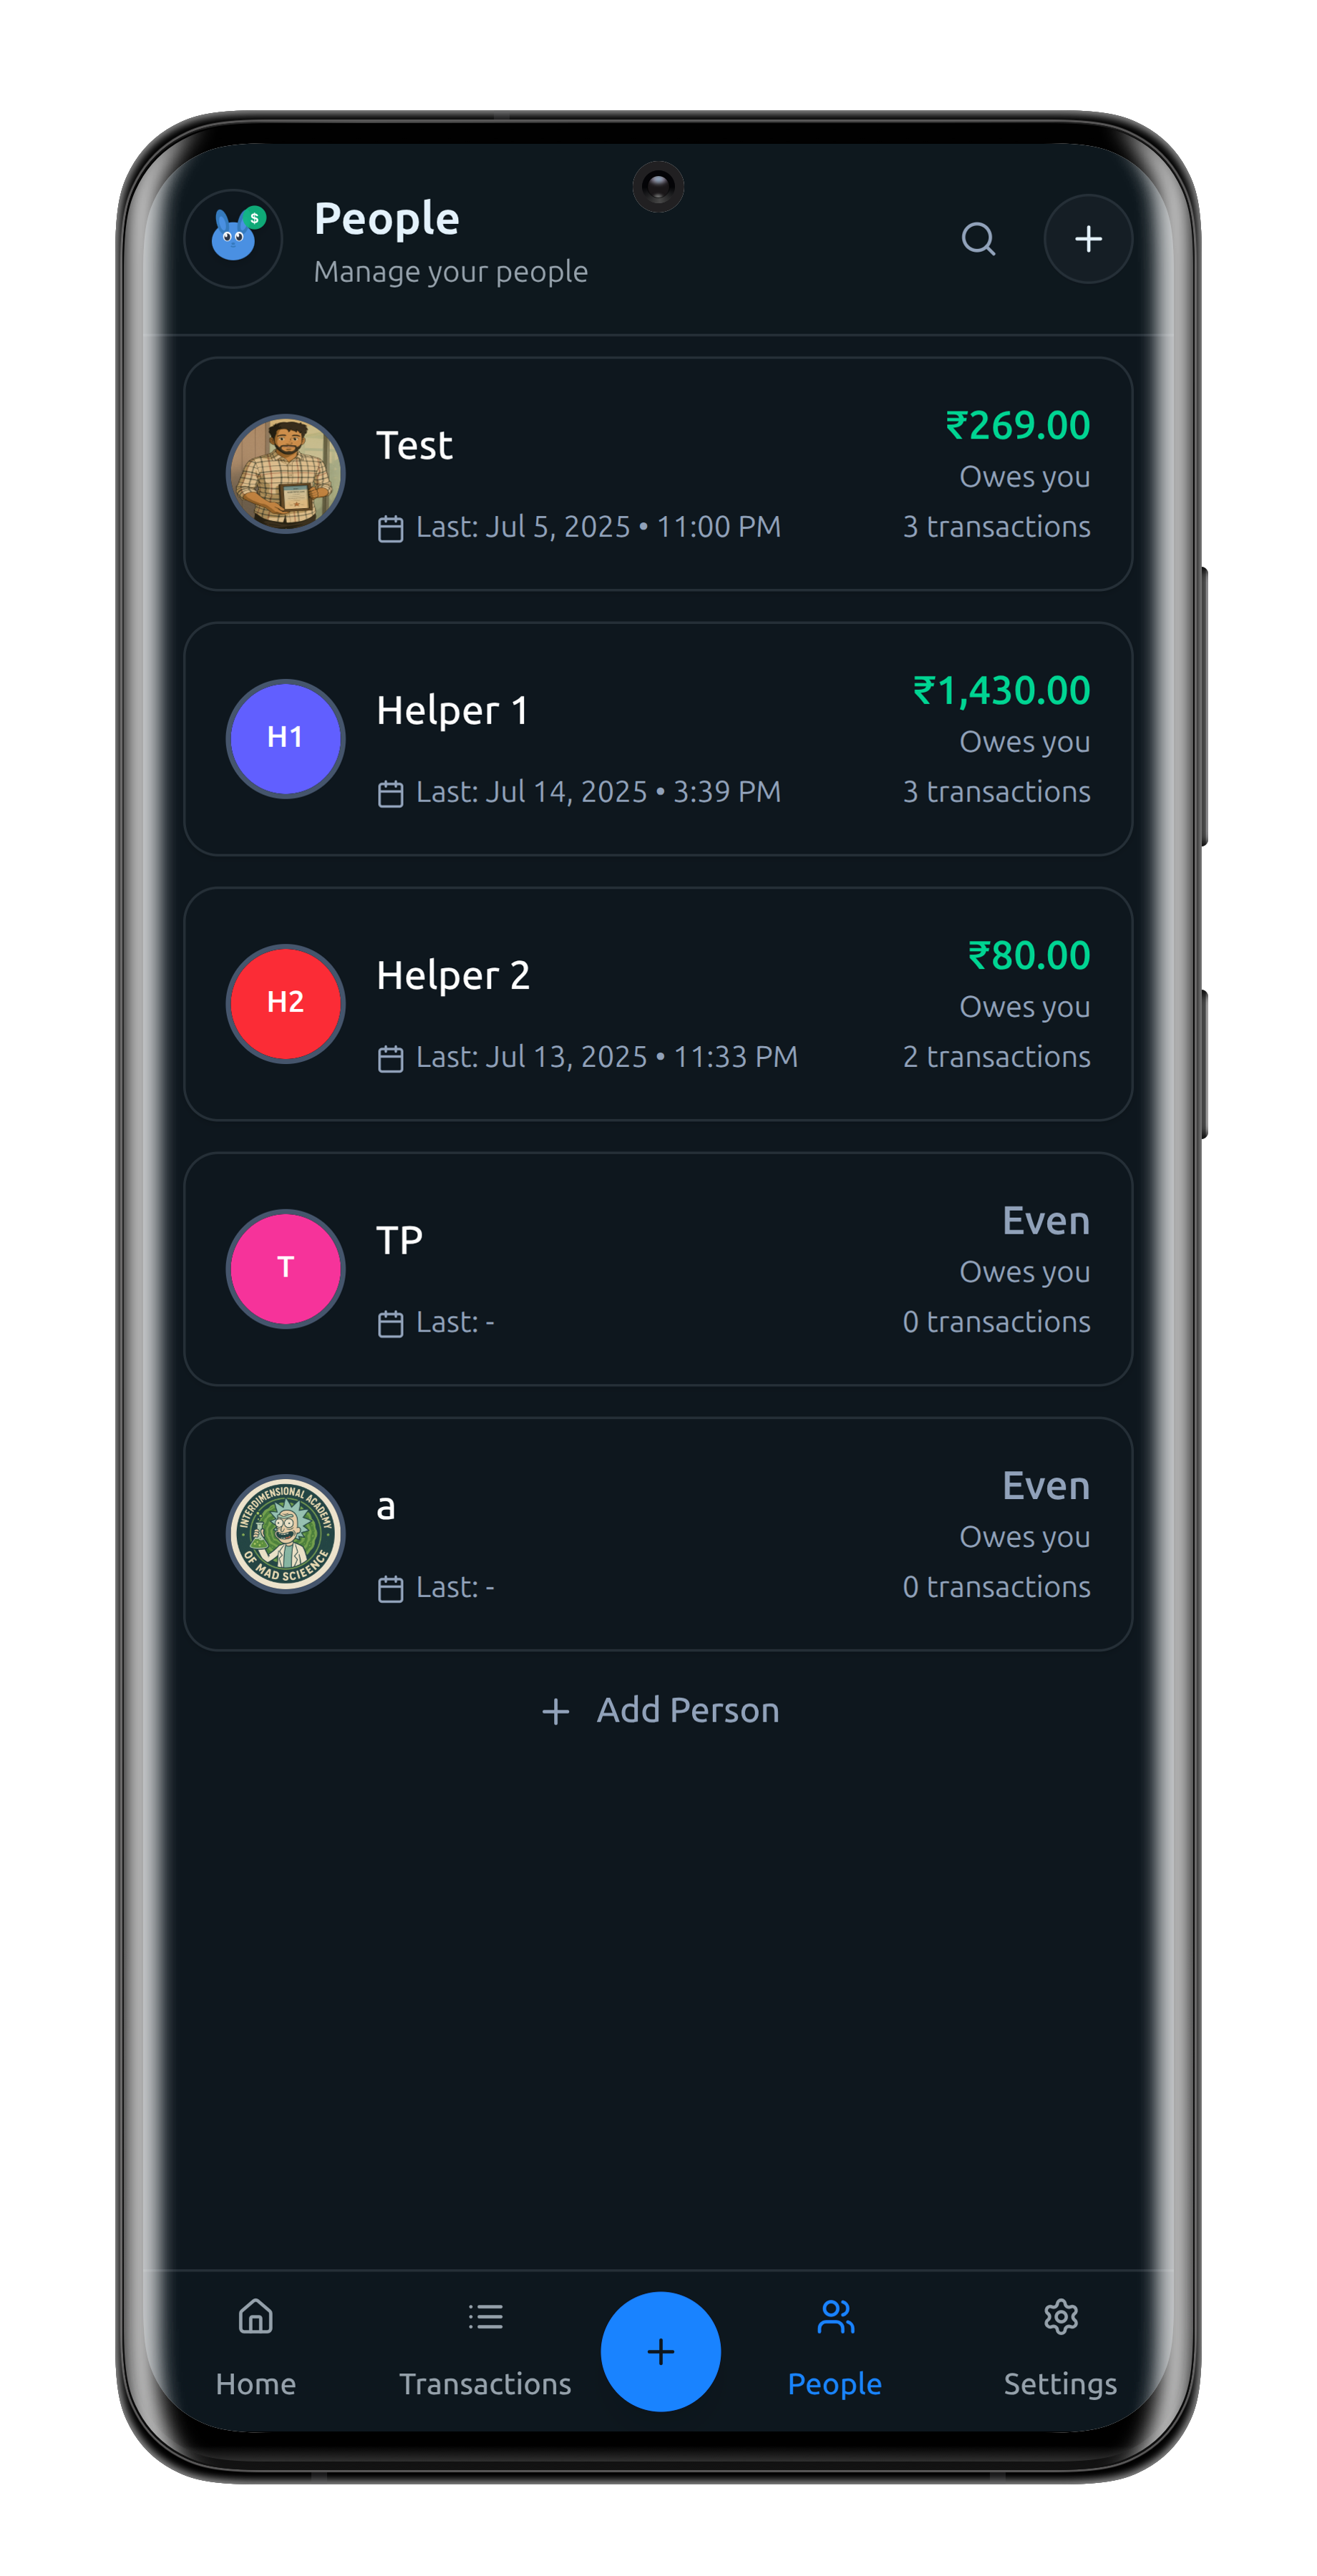 $
People
Manage your people
Test
₹269.00
Owes you
Last: Jul 5, 2025 • 11:00 PM
3 transactions
H1
Helper 1
₹1,430.00
Owes you
Last: Jul 14, 2025 • 3:39 PM
3 transactions
H2
Helper 2
₹80.00
Owes you
Last: Jul 13, 2025 • 11:33 PM
2 transactions
T
TP
Even
Owes you
Last: -
0 transactions
INTERDIMENSIONAL ACADEMY
OF MAD SCIEENCE
a
Even
Owes you
Last: -
0 transactions
+ Add Person
Home
Transactions
People
Settings